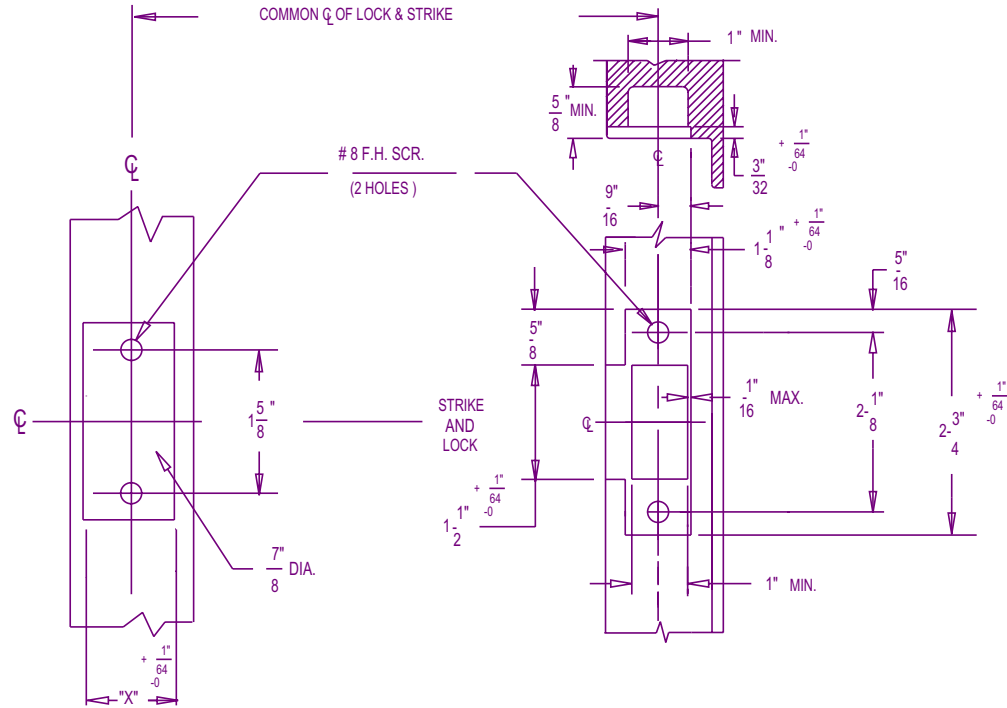 COMMON ℄ OF LOCK & STRIKE
1" MIN.
5/8" MIN.
+ 1/64"
-0
3/32"
℄
℄
# 8 F.H. SCR.
(2 HOLES )
9"-16
1-1/8"
+ 1/64"
-0
5"-16
5"-8
1 5/8"
℄
STRIKE
AND
LOCK
℄
-1"16 MAX.
2-1/8"
2-3/4"
+ 1/64"
-0
1-1/2"
+ 1/64"
-0
7/8" DIA.
1" MIN.
+ 1/64"
-0
"X"